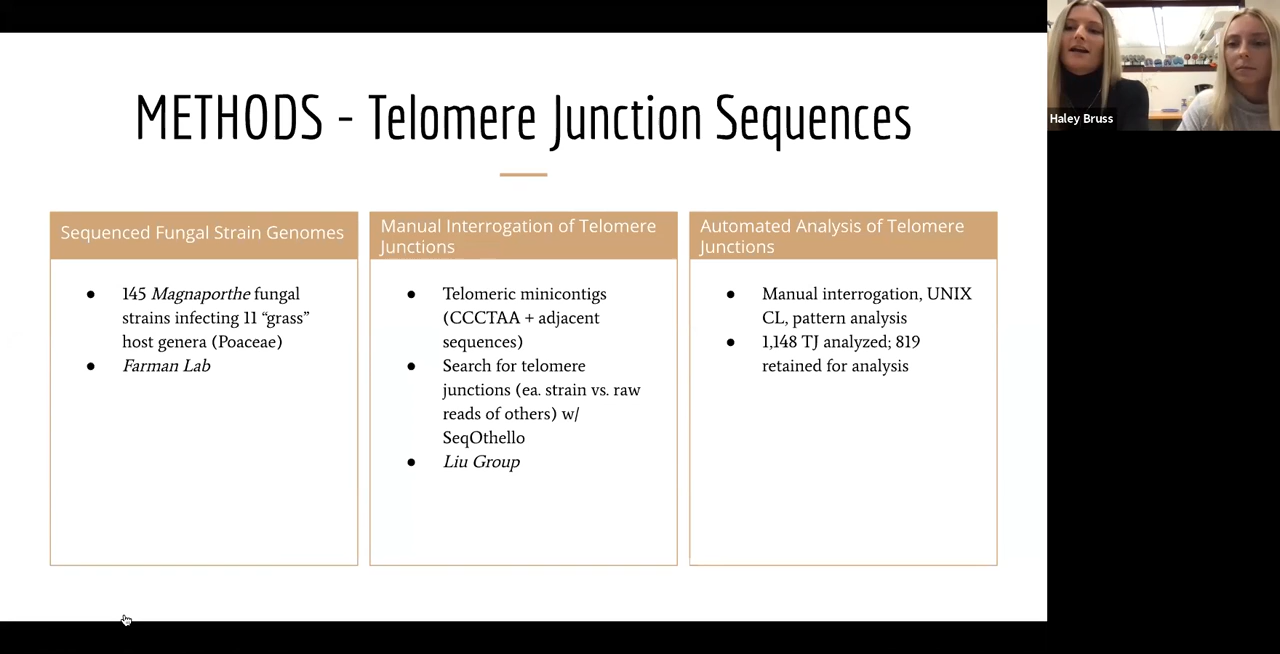 METHODS - Telomere Junction Sequences
Sequenced Fungal Strain Genomes
● 145 Magnaporthe fungal
strains infecting 11 “grass”
host genera (Poaceae)
● Farman Lab
Manual Interrogation of Telomere
Junctions
● Telomeric minicontigs
(CCCTAA + adjacent
sequences)
● Search for telomere
junctions (ea. strain vs. raw
reads of others) w/
SeqOthello
● Liu Group
Automated Analysis of Telomere
Junctions
● Manual interrogation, UNIX
CL, pattern analysis
● 1,148 TJ analyzed; 819
retained for analysis
Haley Bruss